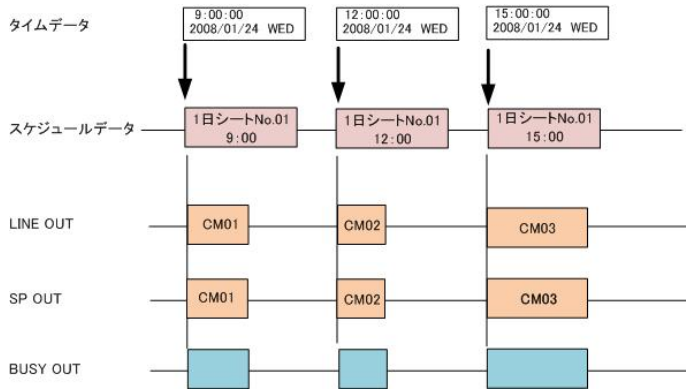 タイムデータ
9:00:00
2008/01/24 WED
12:00:00
2008/01/24 WED
15:00:00
2008/01/24 WED
スケジュールデータ
1日シートNo.01
9:00
1日シートNo.01
12:00
1日シートNo.01
15:00
LINE OUT
CM01
CM02
CM03
SP OUT
CM01
CM02
CM03
BUSY OUT